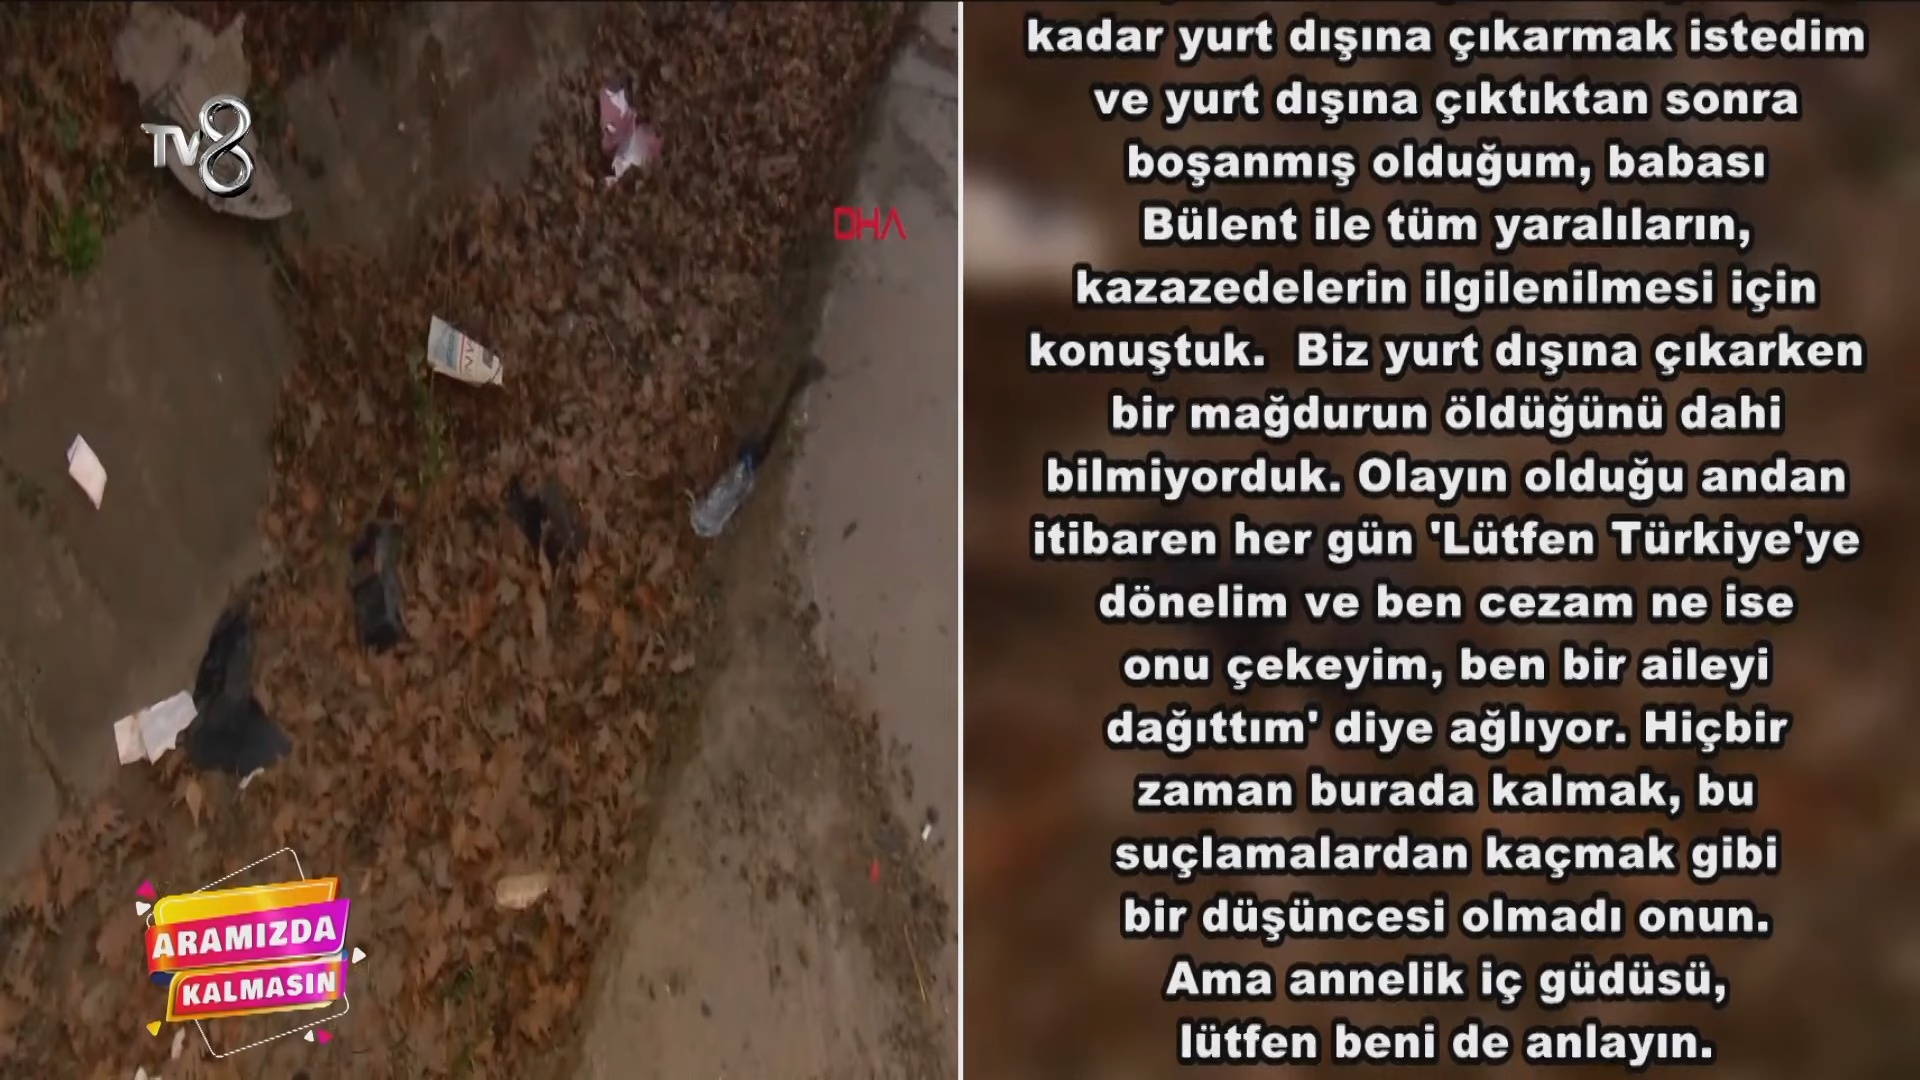 TV8
DHA
ARAMIZDA
KALMASIN
kadar yurt dışına çıkarmak istedim
ve yurt dışına çıktıktan sonra
boşanmış olduğum, babası
Bülent ile tüm yaralıların,
kazazedelerin ilgilenilmesi için
konuştuk. Biz yurt dışına çıkarken
bir mağdurun öldüğünü dahi
bilmiyorduk. Olayın olduğu andan
itibaren her gün 'Lütfen Türkiye'ye
dönelim ve ben cezam ne ise
onu çekeyim, ben bir aileyi
dağıttım' diye ağlıyor. Hiçbir
zaman burada kalmak, bu
suçlamalardan kaçmak gibi
bir düşüncesi olmadı onun.
Ama annelik iç güdüsü,
lütfen beni de anlayın.